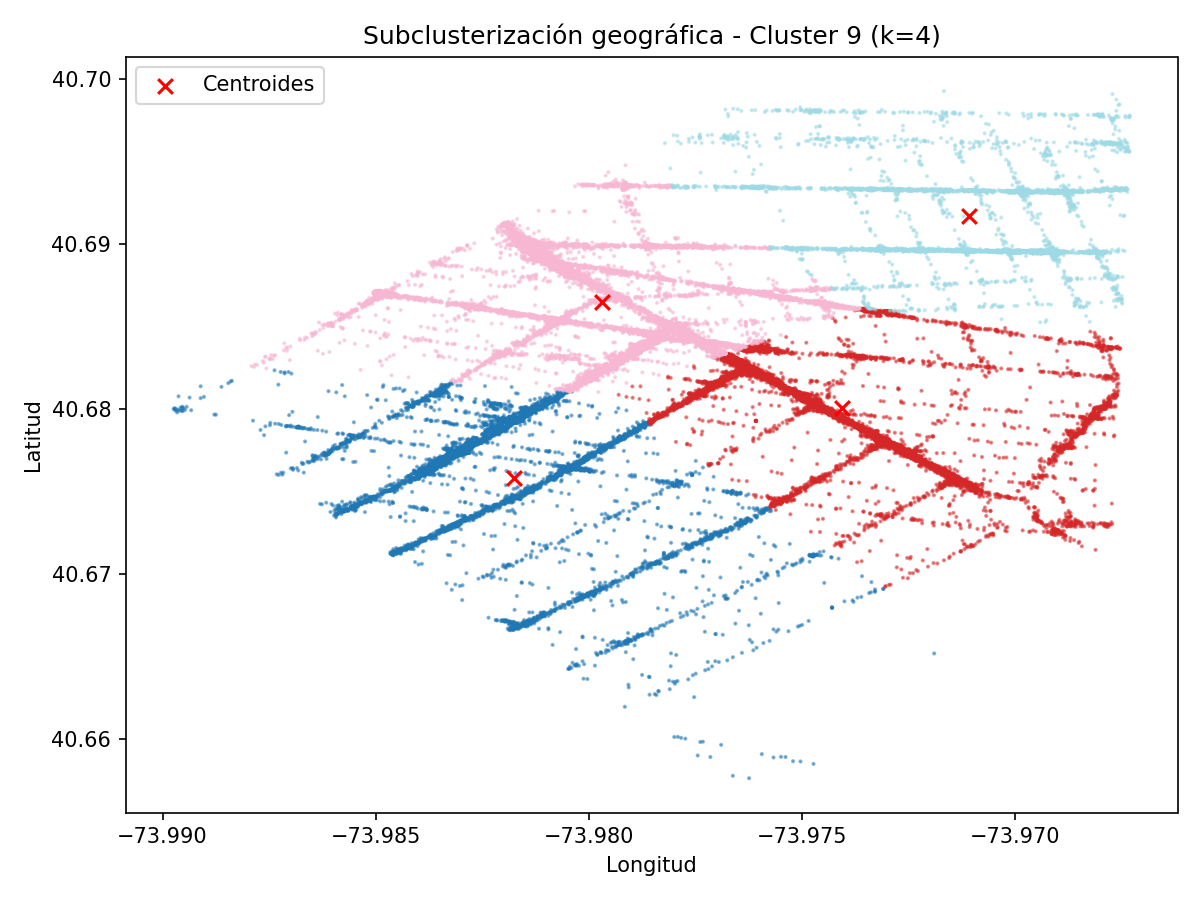 Subclusterización geográfica - Cluster 9 (k=4)
Centroides
40.70
40.69
40.68
40.67
40.66
Latitud
−73.990
−73.985
−73.980
−73.975
−73.970
Longitud